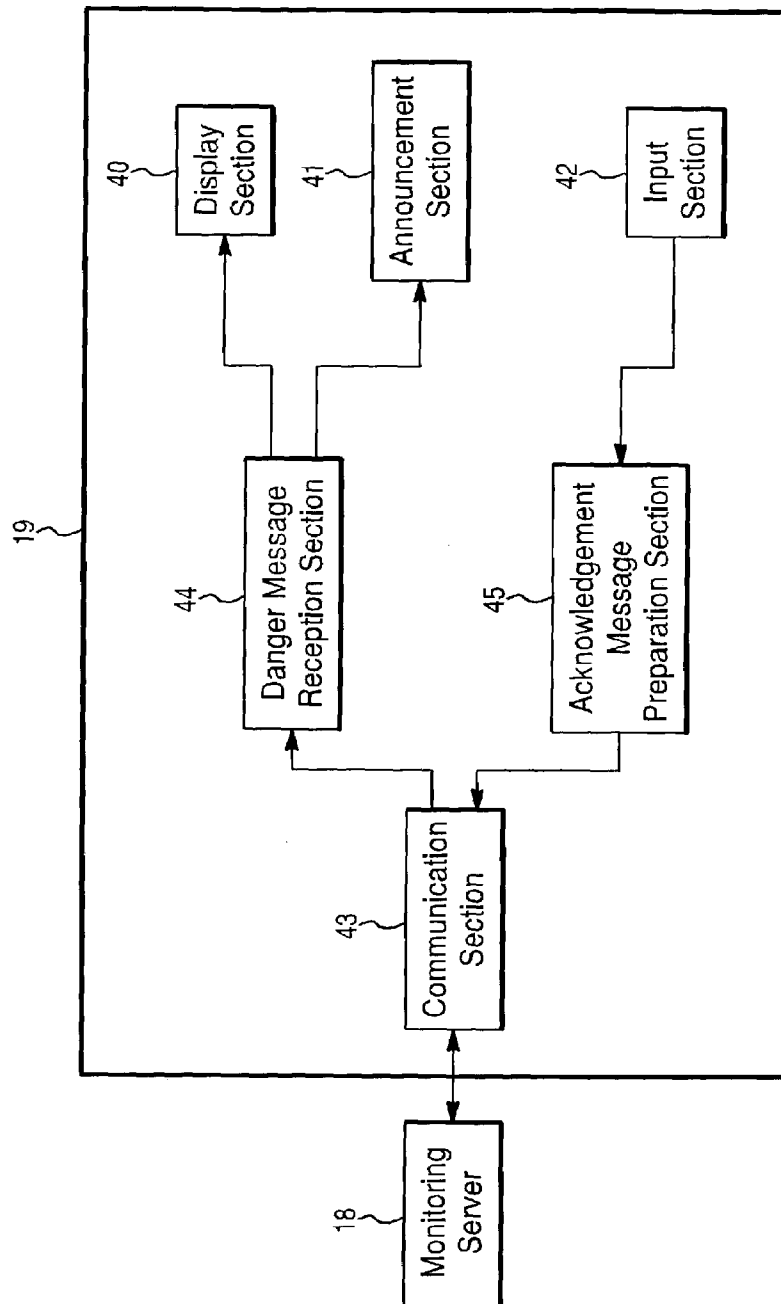 19
40
Display
Section
41
Announcement
Section
42
Input
Section
44
Danger Message
Reception Section
45
Acknowledgement
Message
Preparation Section
43
Communication
Section
18
Monitoring
Server